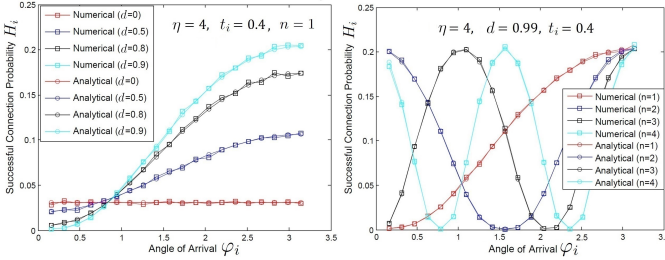 Numerical (d=0)
Numerical (d=0.5)
Numerical (d=0.8)
Numerical (d=0.9)
Analytical (d=0)
Analytical (d=0.5)
Analytical (d=0.8)
Analytical (d=0.9)
η = 4, t_i = 0.4, n = 1
Successful Connection Probability H_i
0.25
0.2
0.15
0.1
0.05
0
0 0.5 1 1.5 2 2.5 3 3.5
Angle of Arrival φ_i
η = 4, d = 0.99, t_i = 0.4
Numerical (n=1)
Numerical (n=2)
Numerical (n=3)
Numerical (n=4)
Analytical (n=1)
Analytical (n=2)
Analytical (n=3)
Analytical (n=4)
Successful Connection Probability H_i
0.25
0.2
0.15
0.1
0.05
0
0 0.5 1 1.5 2 2.5 3 3.5
Angle of Arrival φ_i